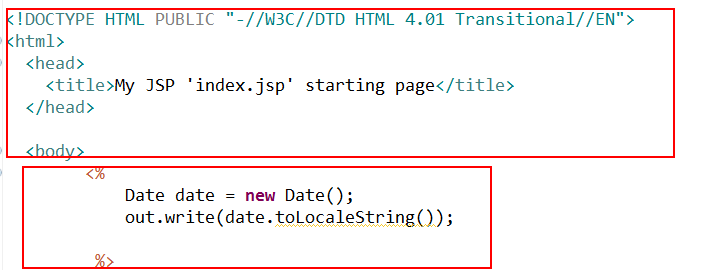 <!DOCTYPE HTML PUBLIC "-//W3C//DTD HTML 4.01 Transitional//EN">
<html>
<head>
<title>My JSP 'index.jsp' starting page</title>
</head>
<body>
<%
Date date = new Date();
out.write(date.toLocaleString());
%>